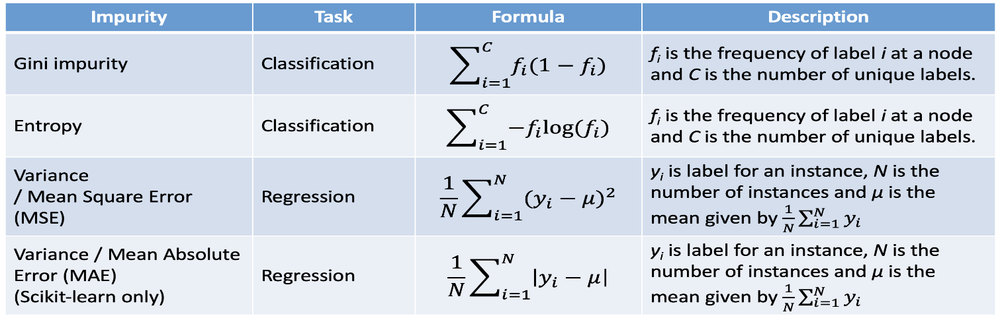 Impurity Task Formula Description
Gini impurity Classification $\sum_{i=1}^{C} f_i(1 - f_i)$ $f_i$ is the frequency of label i at a node
and C is the number of unique labels.
Entropy Classification $\sum_{i=1}^{C} -f_i \log(f_i)$ $f_i$ is the frequency of label i at a node
and C is the number of unique labels.
Variance
/ Mean Square Error
(MSE)
Regression
$\frac{1}{N} \sum_{i=1}^{N} (y_i - \mu)^2$
$y_i$ is label for an instance, N is the
number of instances and μ is the
mean given by $\frac{1}{N} \sum_{i=1}^{N} y_i$
Variance / Mean Absolute
Error (MAE)
(Scikit-learn only)
Regression
$\frac{1}{N} \sum_{i=1}^{N} |y_i - \mu|$
$y_i$ is label for an instance, N is the
number of instances and μ is the
mean given by $\frac{1}{N} \sum_{i=1}^{N} y_i$